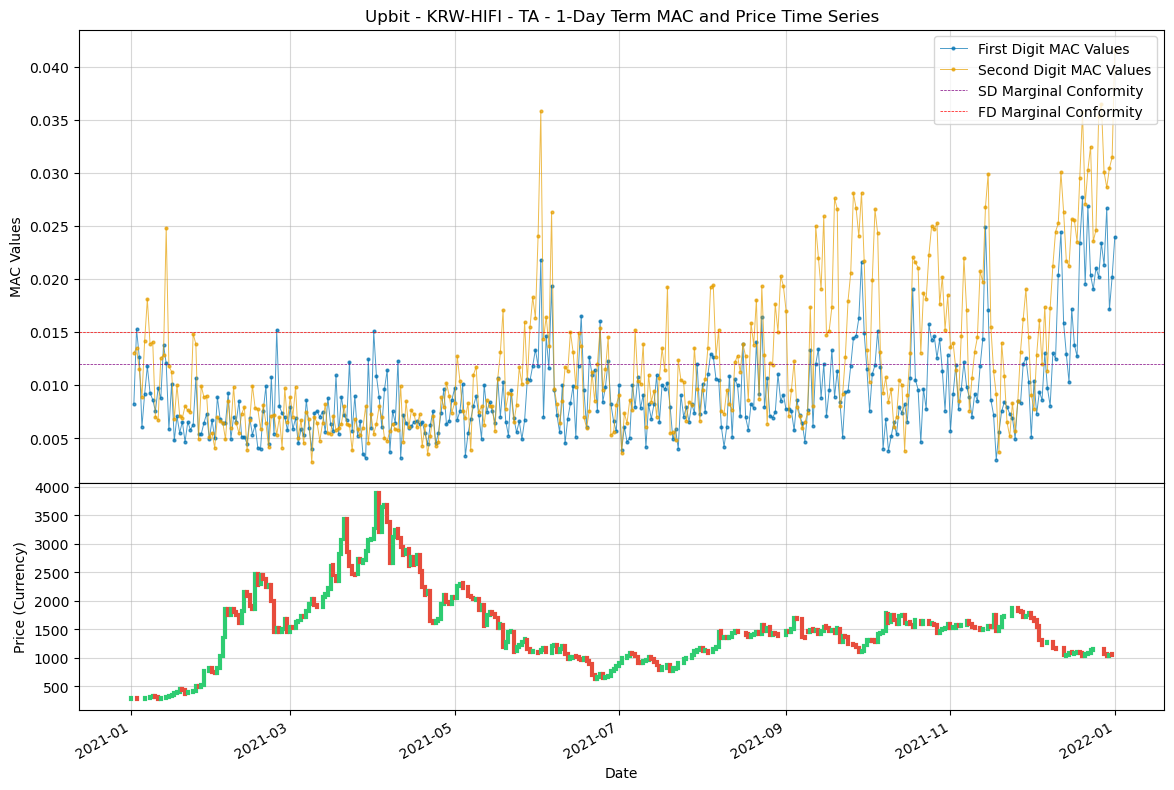 Upbit - KRW-HIFI - TA - 1-Day Term MAC and Price Time Series
First Digit MAC Values
Second Digit MAC Values
SD Marginal Conformity
FD Marginal Conformity
MAC Values
0.040
0.035
0.030
0.025
0.020
0.015
0.010
0.005
Price (Currency)
4000
3500
3000
2500
2000
1500
1000
500
2021-01
2021-03
2021-05
2021-07
2021-09
2021-11
2022-01
Date